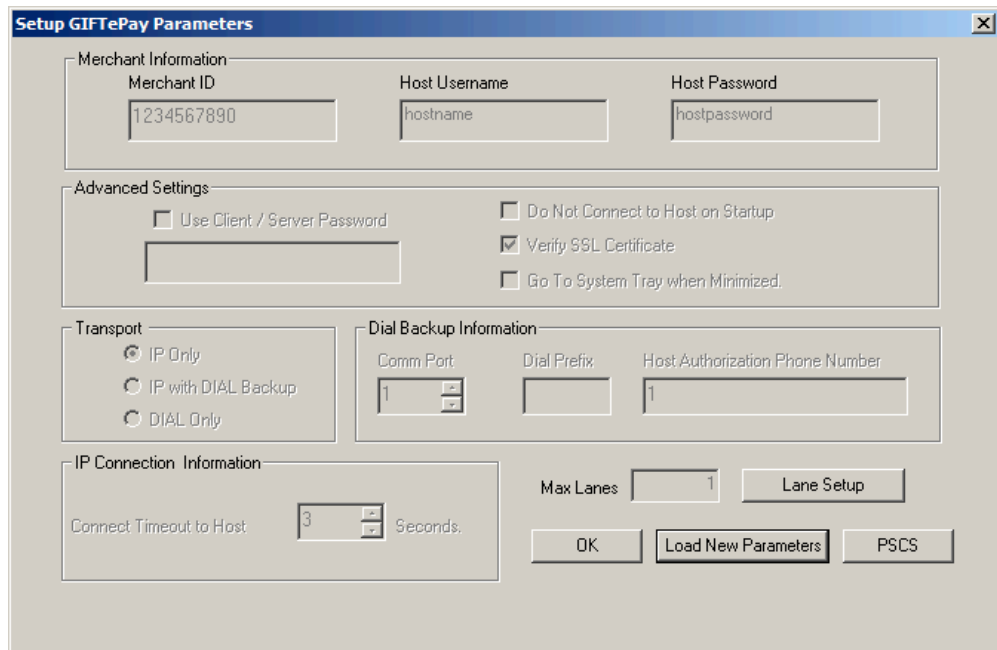 Setup GIFTePay Parameters
Merchant Information
Merchant ID Host Username Host Password
1234567890 hostname hostpassword
Advanced Settings
Use Client / Server Password
Do Not Connect to Host on Startup
Verify SSL Certificate
Go To System Tray when Minimized.
Transport
IP Only
IP with DIAL Backup
DIAL Only
Dial Backup Information
Comm Port Dial Prefix Host Authorization Phone Number
1 1
IP Connection Information
Connect Timeout to Host 3 Seconds.
Max Lanes 1 Lane Setup
OK Load New Parameters PSCS